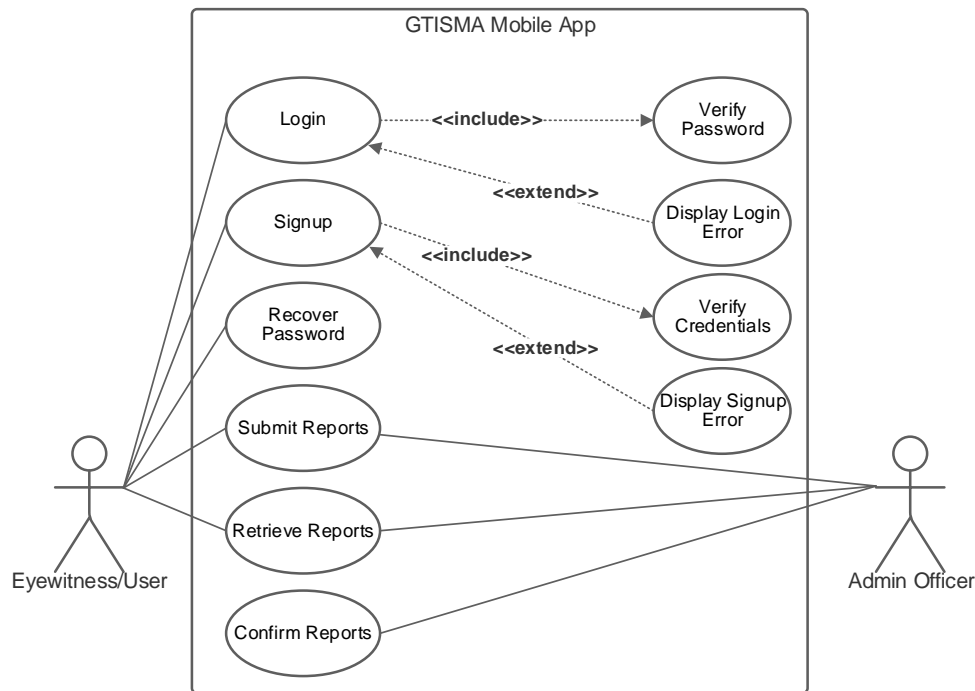 GTISMA Mobile App
Login
<<include>>
Verify
Password
<<extend>>
Display Login
Error
Signup
<<include>>
Verify
Credentials
Recover
Password
<<extend>>
Display Signup
Error
Submit Reports
Retrieve Reports
Eyewitness/User
Admin Officer
Confirm Reports